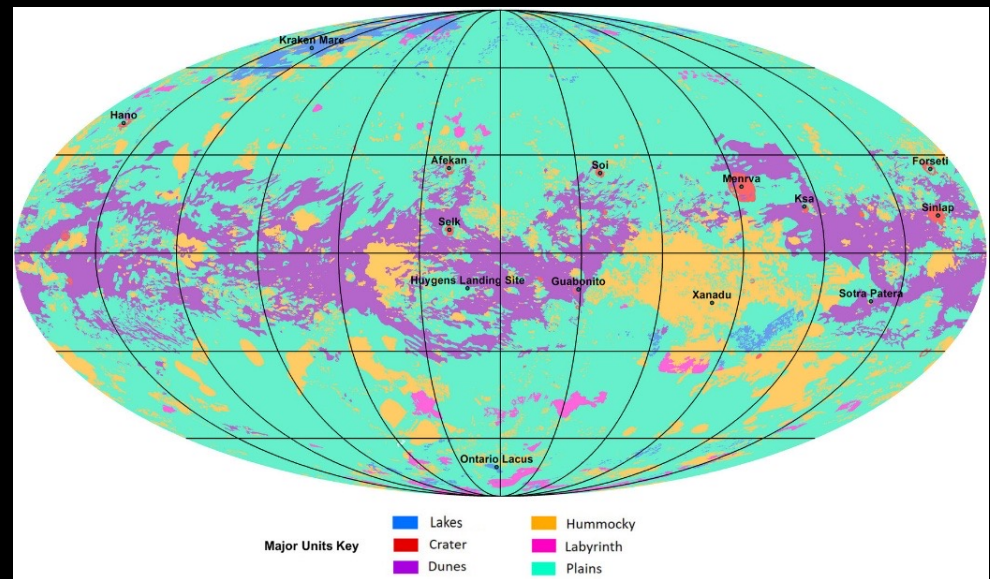 Kraken Mare
Hano
Afekan
Soi
Forseti
Menrva
Ksa
Sinlap
Selk
Huygens Landing Site
Guabonito
Xanadu
Sotra Patera
Ontario Lacus
Major Units Key
Lakes
Crater
Dunes
Hummocky
Labyrinth
Plains